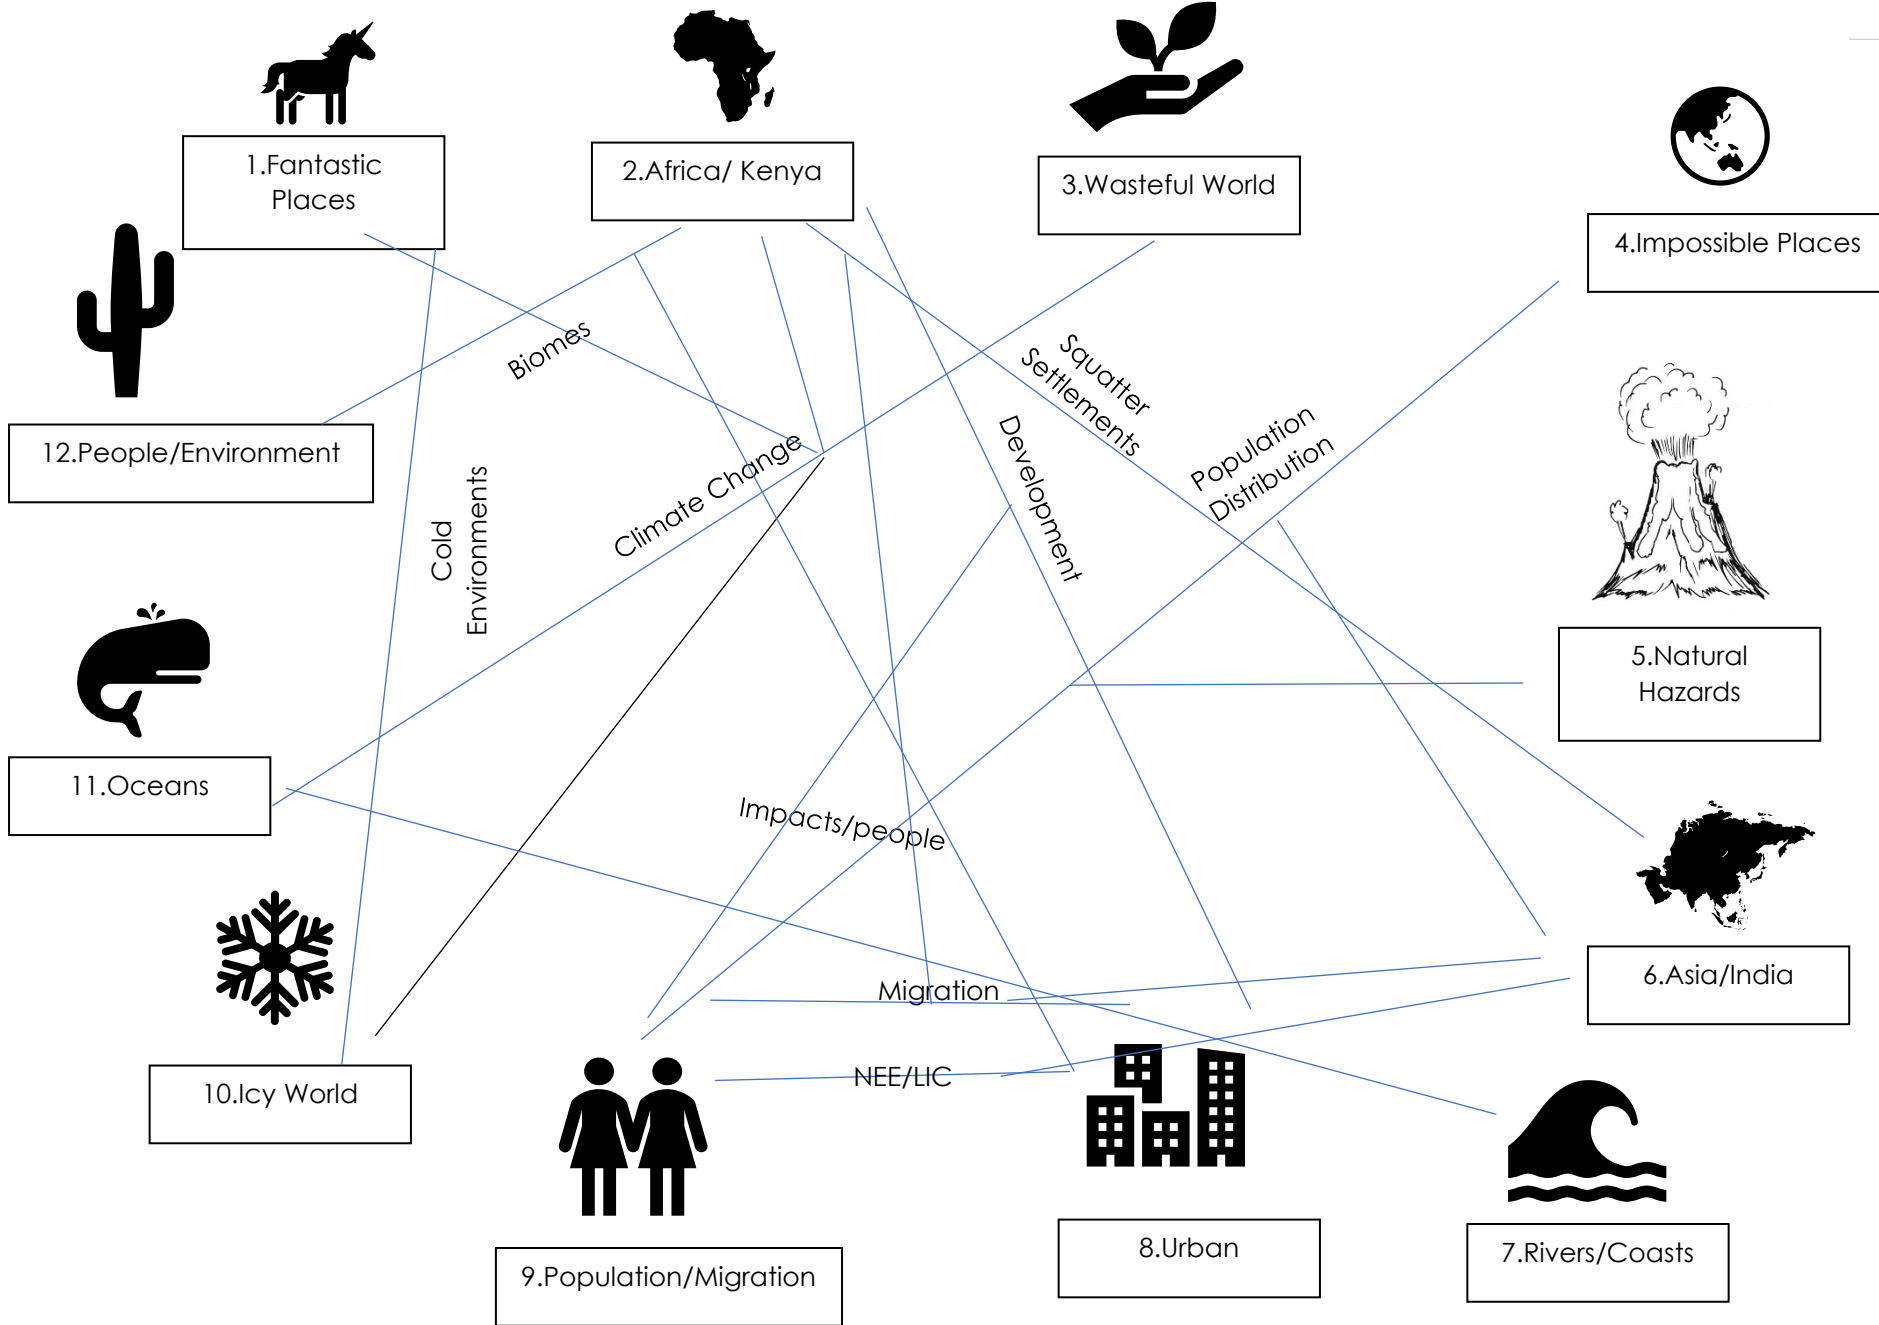 1.Fantastic
Places
2.Africa/ Kenya
3.Wasteful World
4.Impossible Places
Biomes
Squatter
Settlements
12.People/Environment
Cold
Environments
Climate Change
Development
Population
Distribution
5.Natural
Hazards
11.Oceans
Impacts/people
6.Asia/India
Migration
NEE/LIC
10.Icy World
9.Population/Migration
8.Urban
7.Rivers/Coasts